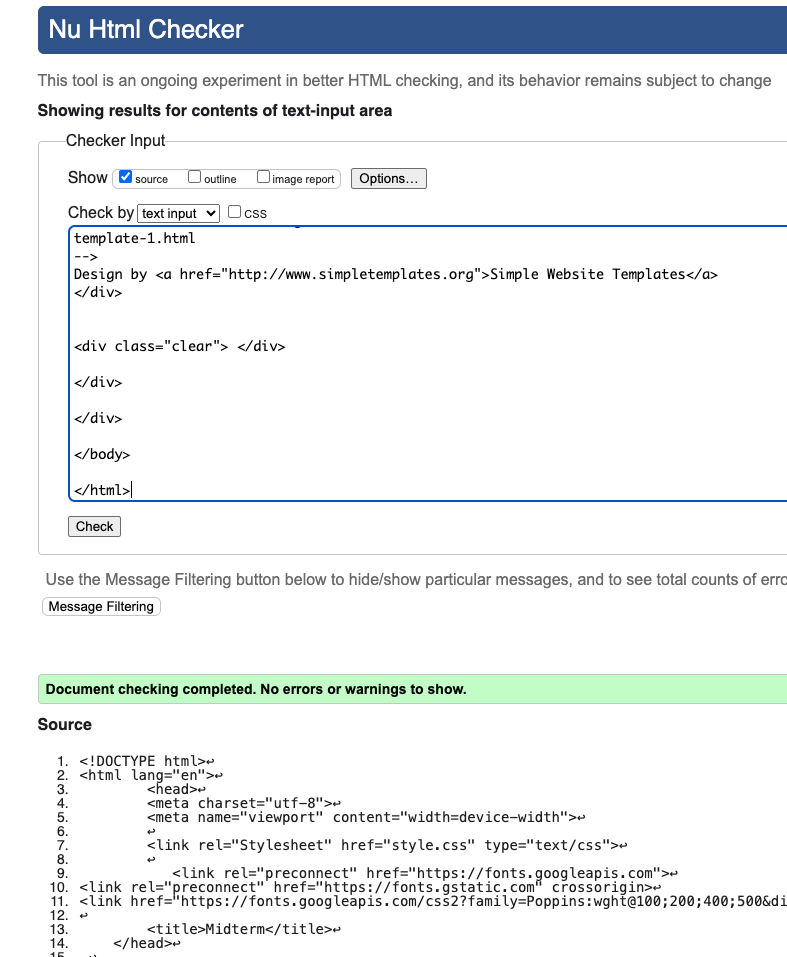 Nu Html Checker
This tool is an ongoing experiment in better HTML checking, and its behavior remains subject to change
Showing results for contents of text-input area
Checker Input
Show source outline image report Options…
Check by text input CSS
template-1.html
-->
Design by <a href="http://www.simpletemplates.org">Simple Website Templates</a>
</div>
<div class="clear"> </div>
</div>
</div>
</body>
</html>
Check
Use the Message Filtering button below to hide/show particular messages, and to see total counts of erro
Message Filtering
Document checking completed. No errors or warnings to show.
Source
1. <!DOCTYPE html>↩
2. <html lang="en">↩
3. <head>↩
4. <meta charset="utf-8">↩
5. <meta name="viewport" content="width=device-width">↩
6. ↩
7. <link rel="Stylesheet" href="style.css" type="text/css">↩
8. ↩
9. <link rel="preconnect" href="https://fonts.googleapis.com">↩
10. <link rel="preconnect" href="https://fonts.gstatic.com" crossorigin>↩
11. <link href="https://fonts.googleapis.com/css2?family=Poppins:wght@100;200;400;500&di
12. ↩
13. <title>Midterm</title>↩
14. </head>↩